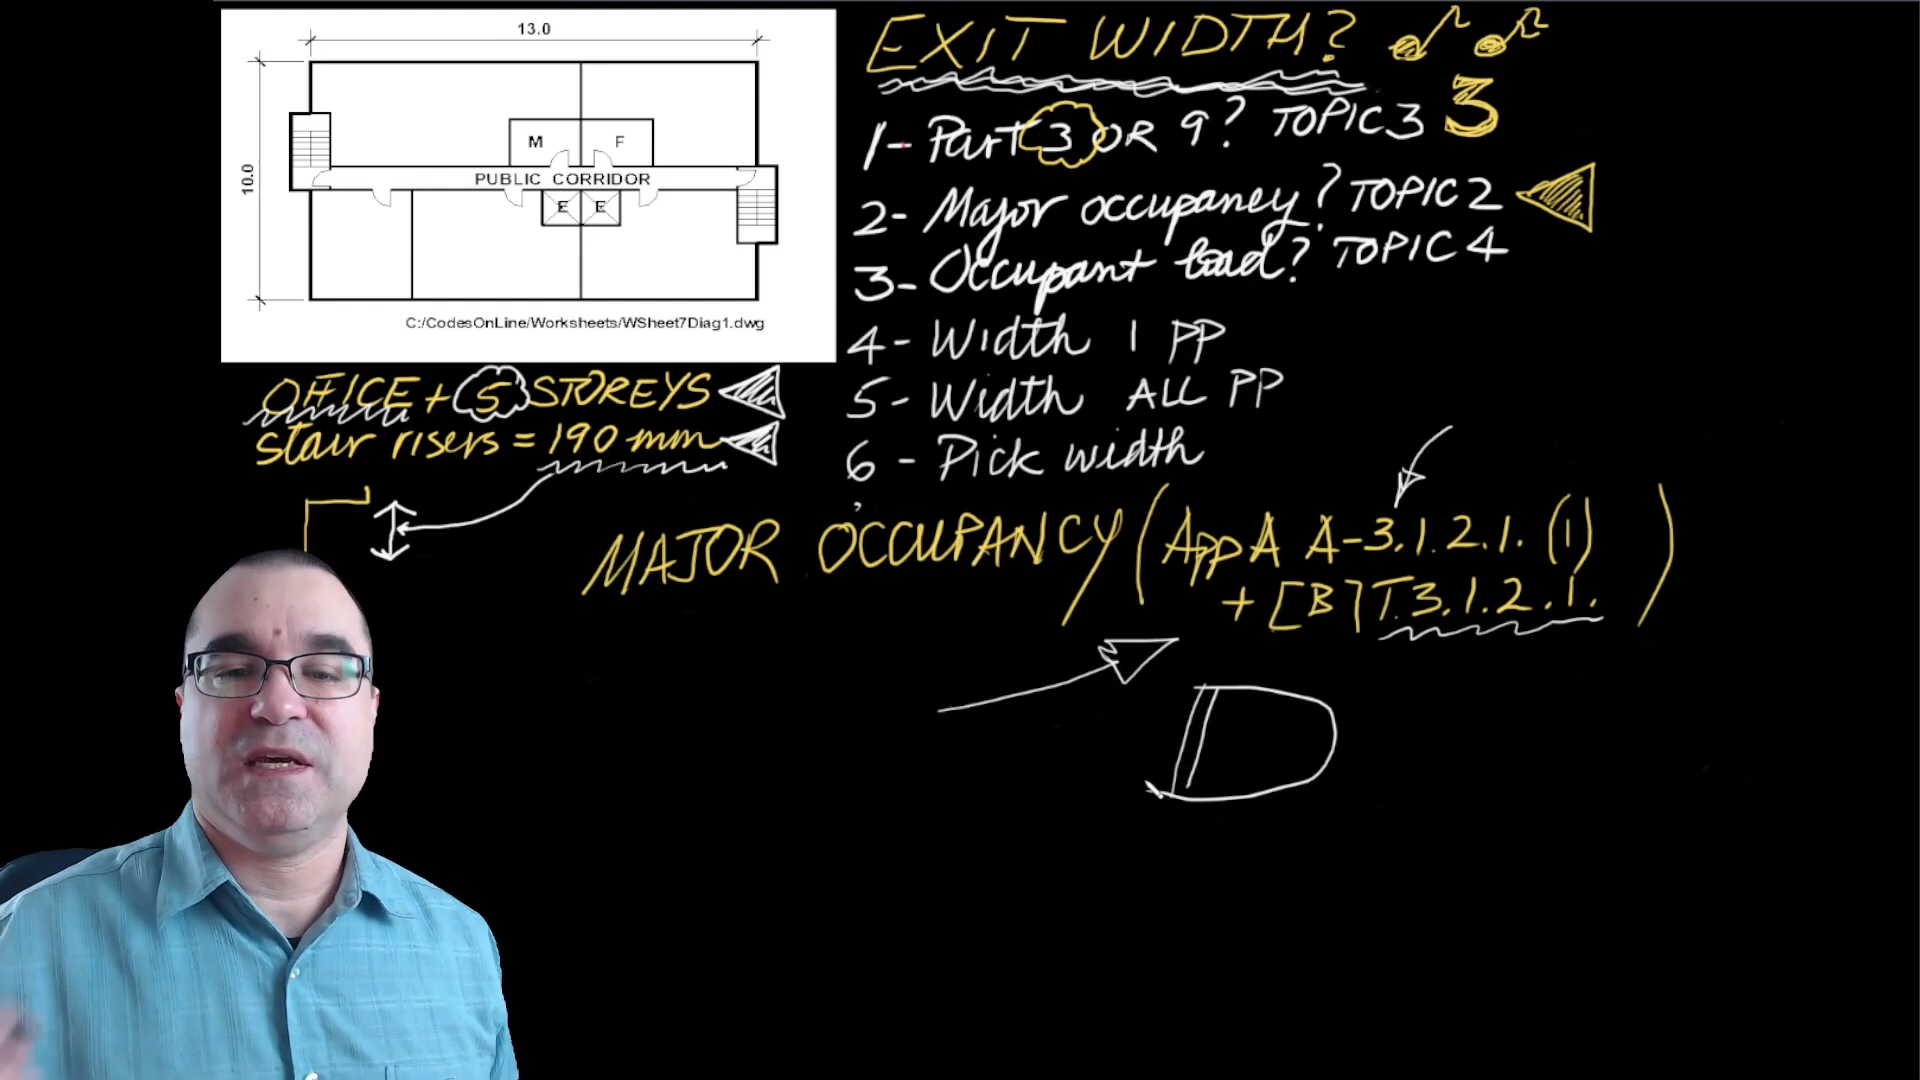 13.0
10.0
M F
PUBLIC CORRIDOR
E E
C:/CodesOnLine/Worksheets/WSheet7Diag1.dwg
OFFICE + 5 STOREYS
stair risers = 190 mm
EXIT WIDTH?
1- Part 3 OR 9? TOPIC 3 3
2- Major occupancy? TOPIC 2
3- Occupant load? TOPIC 4
4- Width 1 PP
5- Width ALL PP
6- Pick width
MAJOR OCCUPANCY (App A A-3.1.2.1.(1)
+ [B] T.3.1.2.1. )